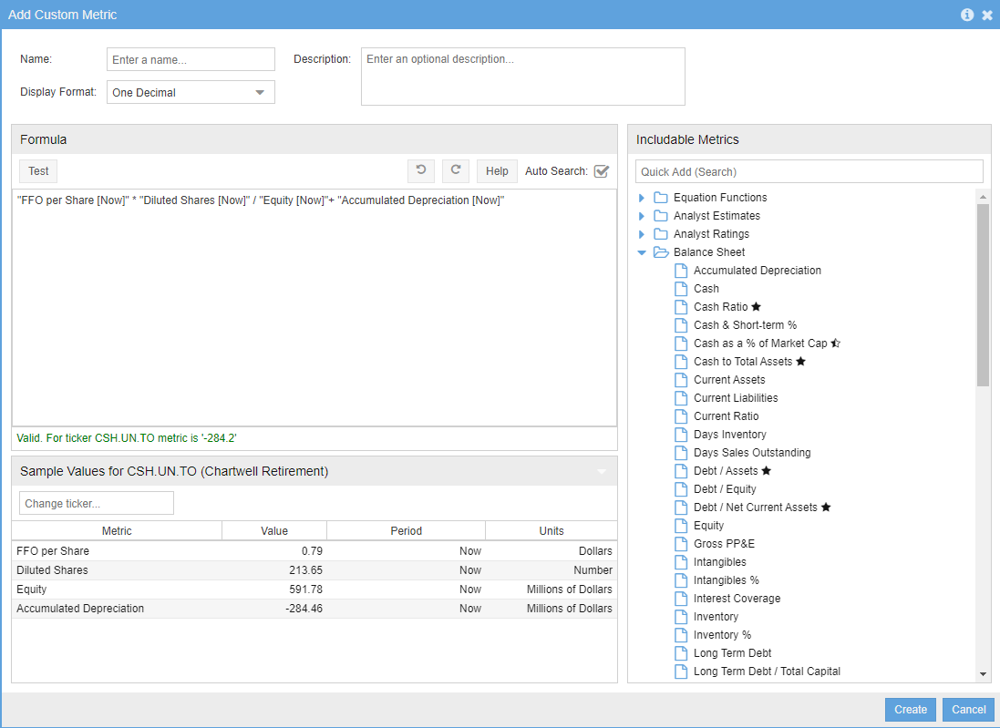 Add Custom Metric
Name:
Enter a name...
Description:
Enter an optional description...
Display Format:
One Decimal
Formula
Test
Help
Auto Search:
"FFO per Share [Now]" * "Diluted Shares [Now]" / "Equity [Now]"+ "Accumulated Depreciation [Now]"
Valid. For ticker CSH.UN.TO metric is '-284.2'
Sample Values for CSH.UN.TO (Chartwell Retirement)
Change ticker...
Metric Value Period Units
FFO per Share 0.79 Now Dollars
Diluted Shares 213.65 Now Number
Equity 591.78 Now Millions of Dollars
Accumulated Depreciation -284.46 Now Millions of Dollars
Includable Metrics
Quick Add (Search)
Equation Functions
Analyst Estimates
Analyst Ratings
Balance Sheet
Accumulated Depreciation
Cash
Cash Ratio
Cash & Short-term %
Cash as a % of Market Cap
Cash to Total Assets
Current Assets
Current Liabilities
Current Ratio
Days Inventory
Days Sales Outstanding
Debt / Assets
Debt / Equity
Debt / Net Current Assets
Equity
Gross PP&E
Intangibles
Intangibles %
Interest Coverage
Inventory
Inventory %
Long Term Debt
Long Term Debt / Total Capital
Create
Cancel